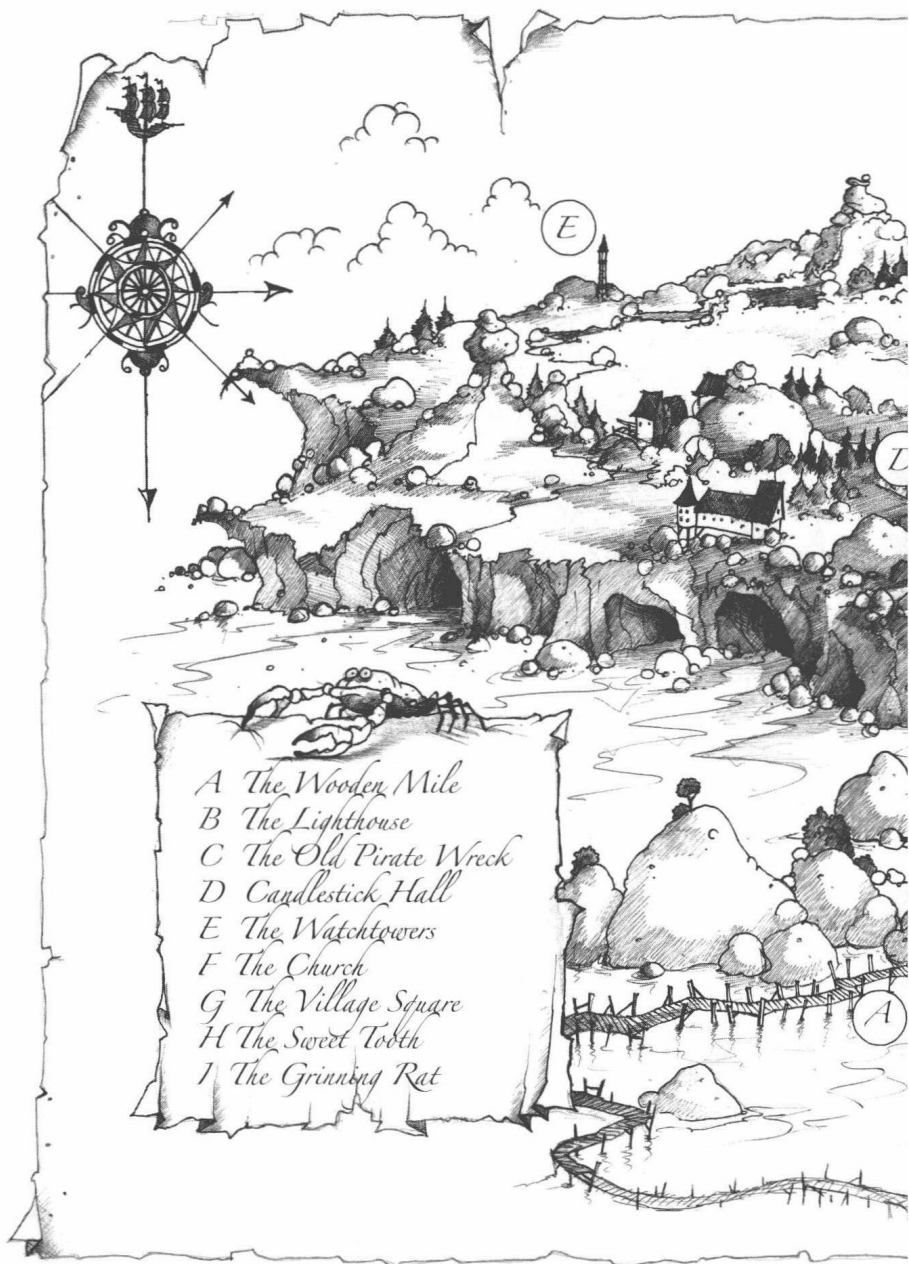 E
D
A The Wooden Mile
B The Lighthouse
C The Old Pirate Wreck
D Candlestick Hall
E The Watchtowers
F The Church
G The Village Square
H The Sweet Tooth
I The Grinning Rat
A